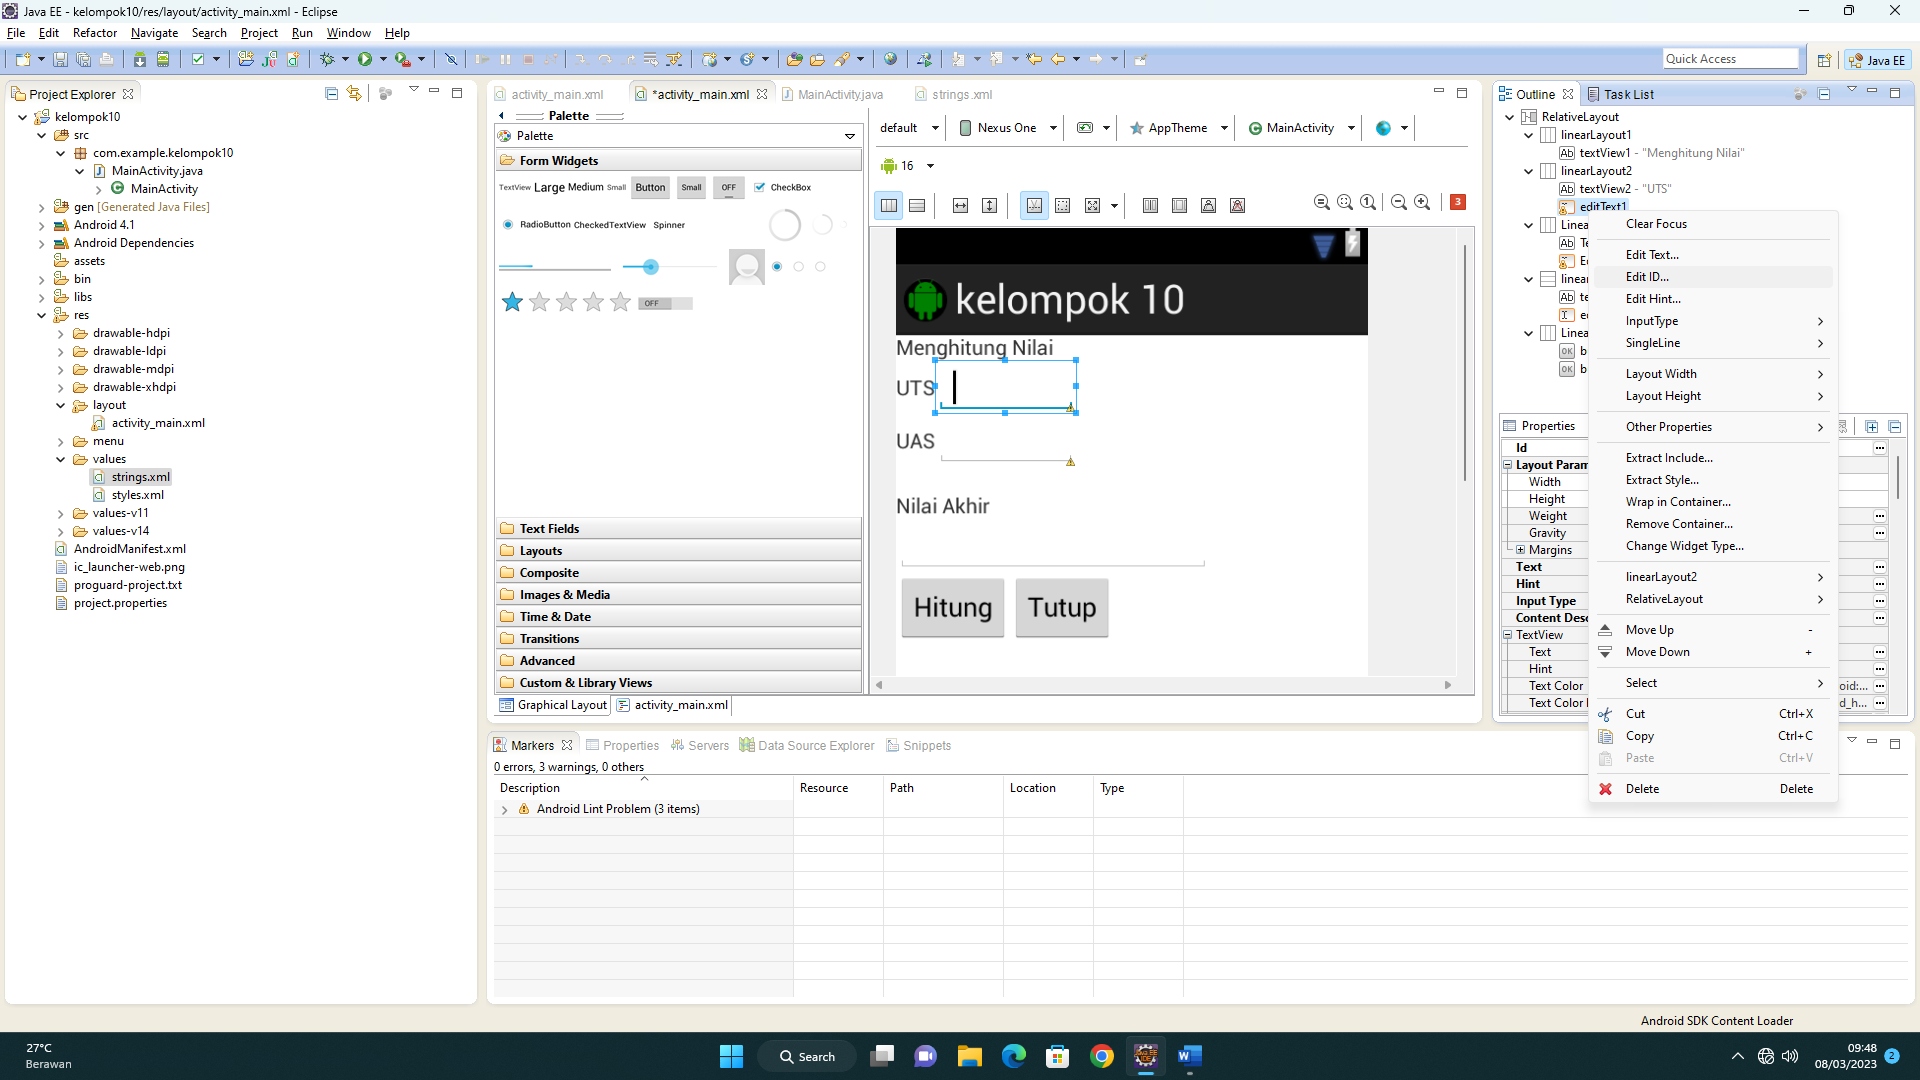 Java EE - kelompok10/res/layout/activity_main.xml - Eclipse
File Edit Refactor Navigate Search Project Run Window Help
Quick Access
Java EE
Project Explorer
kelompok10
src
com.example.kelompok10
MainActivity.java
MainActivity
gen [Generated Java Files]
Android 4.1
Android Dependencies
assets
bin
libs
res
drawable-hdpi
drawable-ldpi
drawable-mdpi
drawable-xhdpi
layout
activity_main.xml
menu
values
strings.xml
styles.xml
values-v11
values-v14
AndroidManifest.xml
ic_launcher-web.png
proguard-project.txt
project.properties
activity_main.xml *activity_main.xml MainActivity.java strings.xml
Palette
Palette
Form Widgets
TextView Large Medium Small Button Small OFF CheckBox
RadioButton CheckedTextView Spinner
OFF
Text Fields
Layouts
Composite
Images & Media
Time & Date
Transitions
Advanced
Custom & Library Views
Graphical Layout activity_main.xml
default Nexus One AppTheme MainActivity
16
1 3
kelompok 10
Menghitung Nilai
UTS
UAS
Nilai Akhir
Hitung Tutup
Outline Task List
RelativeLayout
linearLayout1
textView1 - "Menghitung Nilai"
linearLayout2
textView2 - "UTS"
editText1
Clear Focus
Edit Text...
Edit ID...
Edit Hint...
InputType
SingleLine
Layout Width
Layout Height
Other Properties
Extract Include...
Extract Style...
Wrap in Container...
Remove Container...
Change Widget Type...
linearLayout2
RelativeLayout
Move Up -
Move Down +
Select
Cut Ctrl+X
Copy Ctrl+C
Paste Ctrl+V
Delete Delete
Properties
Id
Layout Param
Width
Height
Weight
Gravity
Margins
Text
Hint
Input Type
Content Desc
TextView
Text
Hint
Text Color oid:...
Text Color d_h...
Markers Properties Servers Data Source Explorer Snippets
0 errors, 3 warnings, 0 others
Description Resource Path Location Type
Android Lint Problem (3 items)
Android SDK Content Loader
27°C
Berawan
Search
09:48
08/03/2023
2